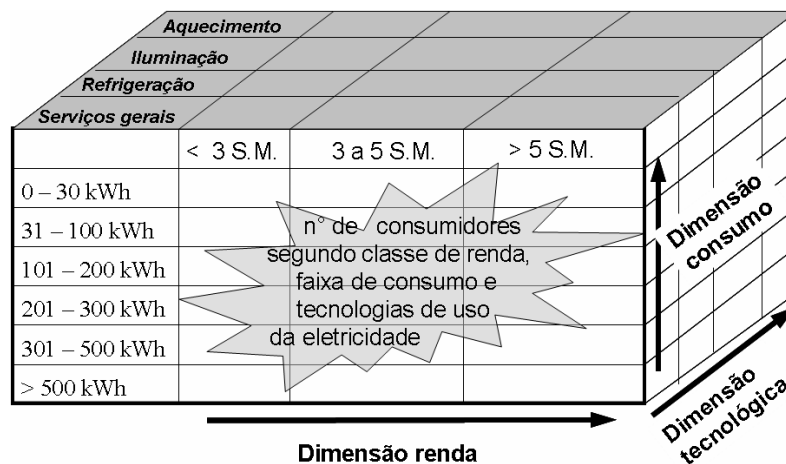 Aquecimento
Iluminação
Refrigeração
Serviços gerais
< 3 S.M.
3 a 5 S.M.
> 5 S.M.
0 – 30 kWh
31 – 100 kWh
101 – 200 kWh
201 – 300 kWh
301 – 500 kWh
> 500 kWh
n° de consumidores
segundo classe de renda,
faixa de consumo e
tecnologias de uso
da eletricidade
Dimensão
consumo
Dimensão
tecnológica
Dimensão renda